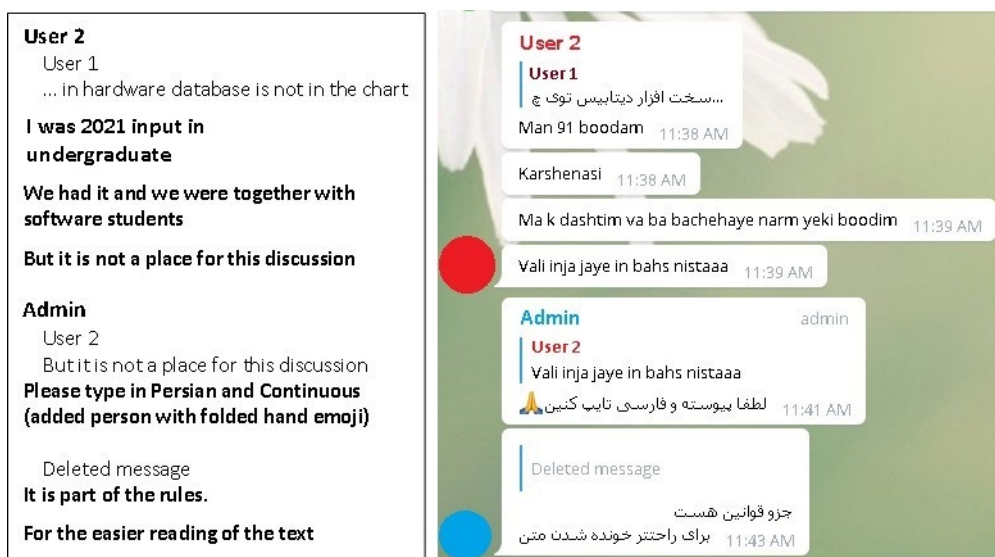 User 2
User 1
... in hardware database is not in the chart
I was 2021 input in
undergraduate
We had it and we were together with
software students
But it is not a place for this discussion
Admin
User 2
But it is not a place for this discussion
Please type in Persian and Continuous
(added person with folded hand emoji)
Deleted message
It is part of the rules.
For the easier reading of the text
User 2
User 1
...سخت افزار دیتابیس توی چ
Man 91 boodam 11:38 AM
Karshenasi 11:38 AM
Ma k dashtim va ba bachehaye narm yeki boodim 11:39 AM
Vali inja jaye in bahs nistaaa 11:39 AM
Admin admin
User 2
Vali inja jaye in bahs nistaaa
لطفا پیوسته و فارسی تایپ کنین🙏 11:41 AM
Deleted message
جزو قوانین هست
برای راحتتر خونده شدن متن 11:43 AM